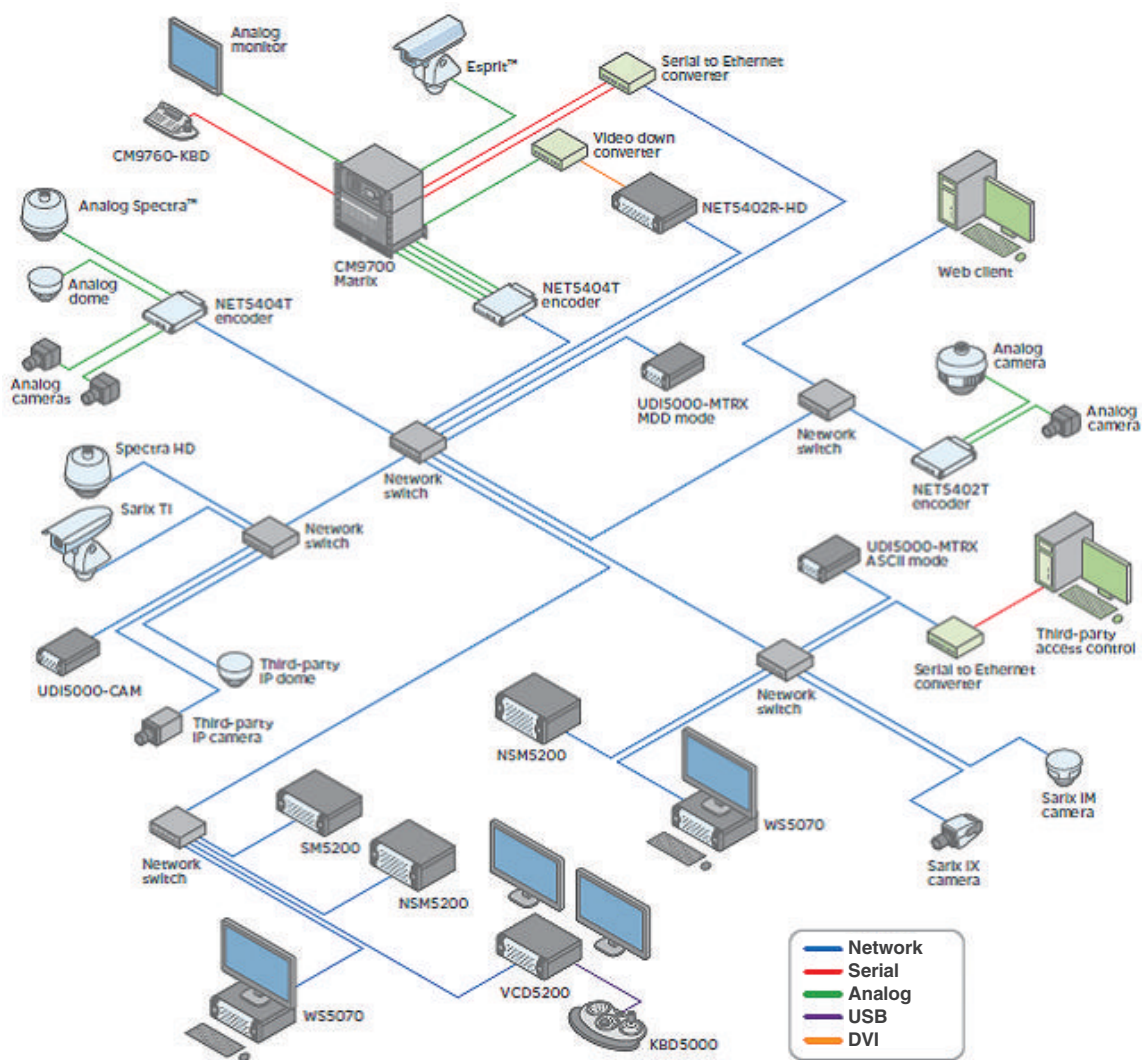 Analog
monitor
Esprit™
Serial to Ethernet
converter
CM9760-KBD
Video down
converter
Analog Spectra™
NET5402R-HD
Analog
dome
CM9700
Matrix
NET5404T
encoder
NET5404T
encoder
Web client
Analog
cameras
UDI5000-MTRX
MDD mode
Analog
camera
Analog
camera
Network
switch
Spectra HD
Network
switch
NET5402T
encoder
Sarix TI
Network
switch
UDI5000-MTRX
ASCII mode
Third-party
access control
Serial to Ethernet
converter
Third-party
IP dome
UDI5000-CAM
Network
switch
Third-party
IP camera
NSM5200
Sarix IM
camera
WS5070
SM5200
Sarix IX
camera
Network
switch
NSM5200
VCD5200
WS5070
KBD5000
Network
Serial
Analog
USB
DVI